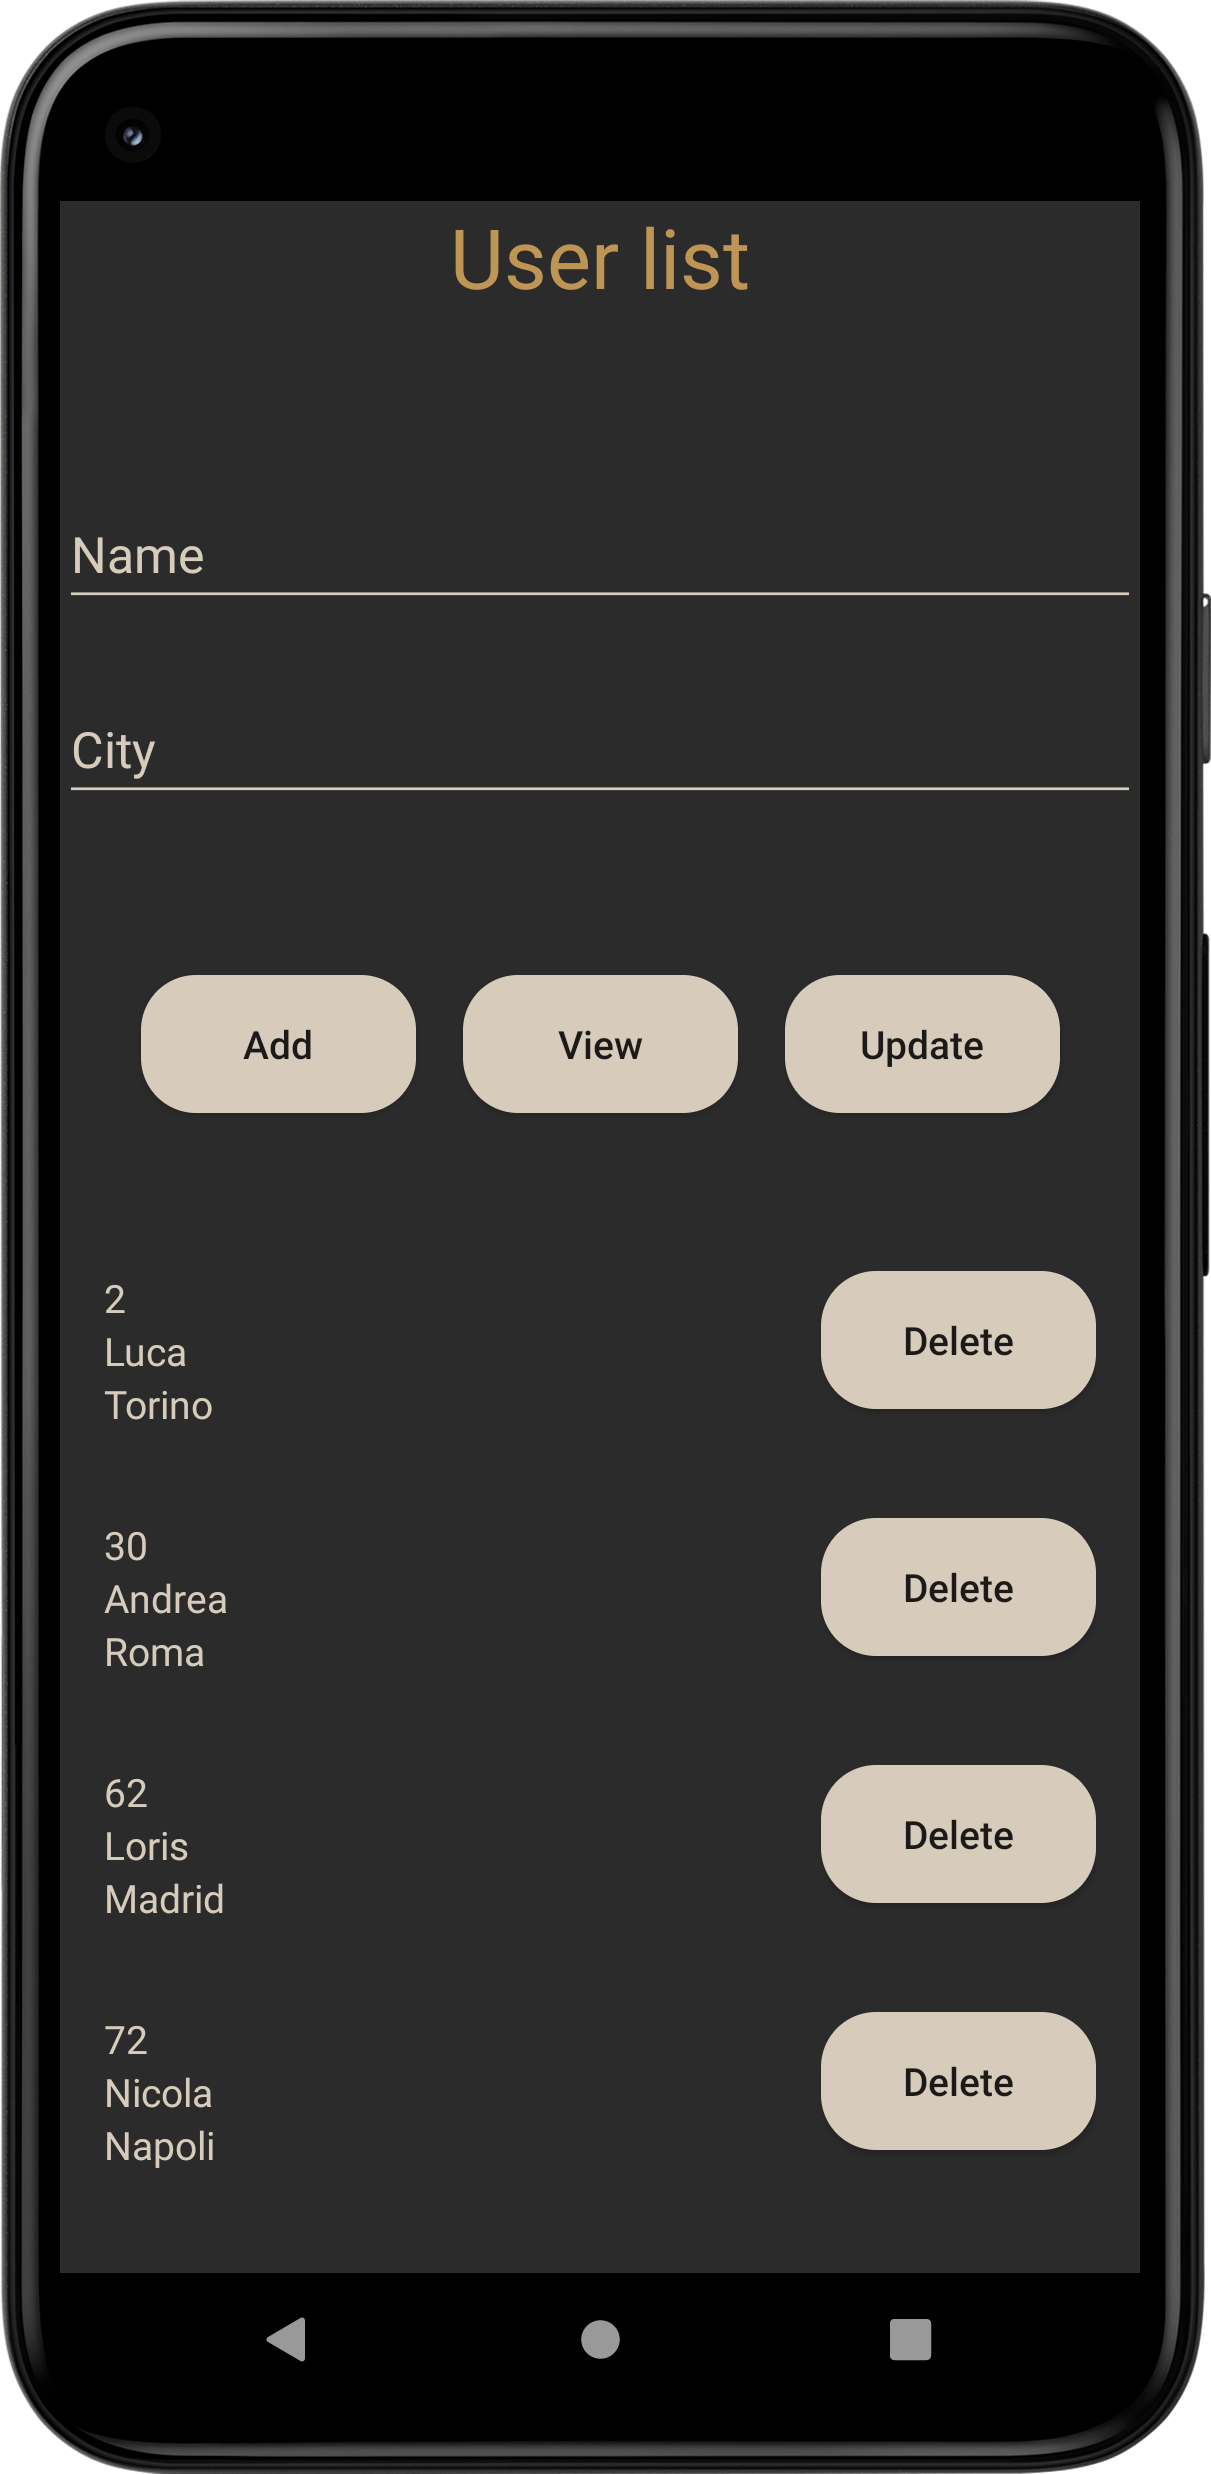 User list
Name
City
Add View Update
2
Luca
Torino
Delete
30
Andrea
Roma
Delete
62
Loris
Madrid
Delete
72
Nicola
Napoli
Delete